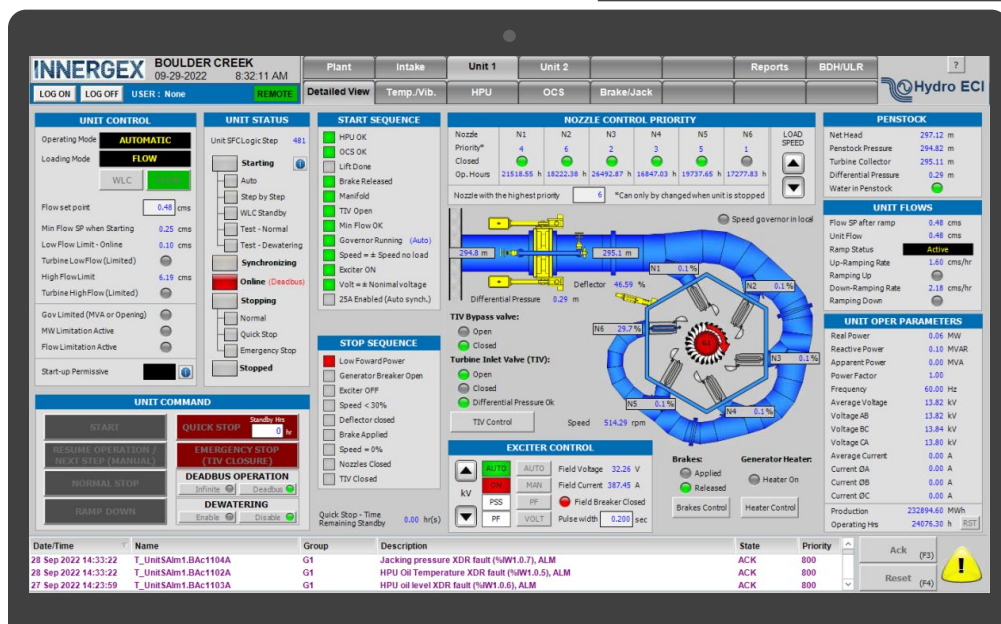 INNERGEX
BOULDER CREEK
09-29-2022 8:32:11 AM
LOG ON LOG OFF USER : None REMOTE
Plant Intake Unit 1 Unit 2 Reports BDH/ULR ?
Detailed View Temp./Vib. HPU OCS Brake/Jack
Hydro ECI
UNIT CONTROL
Operating Mode AUTOMATIC
Loading Mode FLOW
WLC
Flow set point 0.48 cms
Min Flow SP when Starting 0.25 cms
Low Flow Limit - Online 0.10 cms
Turbine Low Flow (Limited)
High Flow Limit 6.19 cms
Turbine High Flow (Limited)
Gov Limited (MVA or Opening)
MW Limitation Active
Flow Limitation Active
Start-up Permissive
UNIT STATUS
Unit SFC Logic Step 481
Starting
Auto
Step by Step
WLC Standby
Test - Normal
Test - Dewatering
Synchronizing
Online (Deadbus)
Stopping
Normal
Quick Stop
Emergency Stop
Stopped
UNIT COMMAND
START
RESUME OPERATION /
NEXT STEP (MANUAL)
NORMAL STOP
RAMP DOWN
QUICK STOP
Standby Hrs
0 hr
EMERGENCY STOP
(TIV CLOSURE)
DEADBUS OPERATION
Infinite Deadbus
DEWATERING
Enable Disable
START SEQUENCE
HPU OK
OCS OK
Lift Done
Brake Released
Manifold
TIV Open
Min Flow OK
Governor Running (Auto)
Speed = ± Speed no load
Exciter ON
Volt = ± Nonimal voltage
25A Enabled (Auto synch.)
STOP SEQUENCE
Low Foward Power
Generator Breaker Open
Exciter OFF
Speed < 30%
Deflector closed
Brake Applied
Speed = 0%
Nozzles Closed
TIV Closed
Quick Stop - Time
Remaining Standby 0.00 hr(s)
NOZZLE CONTROL PRIORITY
Nozzle N1 N2 N3 N4 N5 N6 LOAD
SPEED
Priority* 4 6 2 3 5 1
Closed
Op. Hours 21518.55 h 18222.38 h 26492.87 h 16847.03 h 19737.65 h 17277.83 h
Nozzle with the highest priority 6 *Can only by changed when unit is stopped
Speed governor in local
294.8 m 295.1 m
N1 0.1 %
N2 0.1 %
Deflector 46.59 %
Differential Pressure 0.29 m
TIV Bypass valve:
Open
Closed
N6 29.7 %
G1
N3 0.1 %
Turbine Inlet Valve (TIV):
Open
Closed
Differential Pressure Ok
N5 0.1 %
N4 0.1 %
TIV Control
Speed 514.29 rpm
EXCITER CONTROL
kV
AUTO AUTO Field Voltage 32.26 V
ON MAN Field Current 387.45 A
PSS PF Field Breaker Closed
PF VOLT Pulse width 0.200 sec
Brakes:
Applied
Released
Brakes Control
Generator Heater:
Heater On
Heater Control
PENSTOCK
Net Head 297.12 m
Penstock Pressure 294.82 m
Turbine Collector 295.11 m
Differential Pressure 0.29 m
Water in Penstock
UNIT FLOWS
Flow SP after ramp 0.48 cms
Unit Flow 0.48 cms
Ramp Status Active
Up-Ramping Rate 1.60 cms/hr
Ramping Up
Down-Ramping Rate 2.18 cms/hr
Ramping Down
UNIT OPER PARAMETERS
Real Power 0.06 MW
Reactive Power 0.10 MVAR
Apparent Power 0.00 MVA
Power Factor 1.00
Frequency 60.00 Hz
Average Voltage 13.82 kV
Voltage AB 13.82 kV
Voltage BC 13.84 kV
Voltage CA 13.80 kV
Average Current 0.00 A
Current ØA 0.00 A
Current ØB 0.00 A
Current ØC 0.00 A
Production 232894.60 MWh
Operating Hrs 24076.30 h RST
Date/Time Name Group Description State Priority
28 Sep 2022 14:33:22 T_UnitSAlm1.BAc1104A G1 Jacking pressure XDR fault (%IW1.0.7), ALM ACK 800
28 Sep 2022 14:33:22 T_UnitSAlm1.BAc1102A G1 HPU Oil Temperature XDR fault (%IW1.0.5), ALM ACK 800
27 Sep 2022 14:23:59 T_UnitSAlm1.BAc1103A G1 HPU oil level XDR fault (%IW1.0.6), ALM ACK 800
Ack (F3)
Reset (F4)